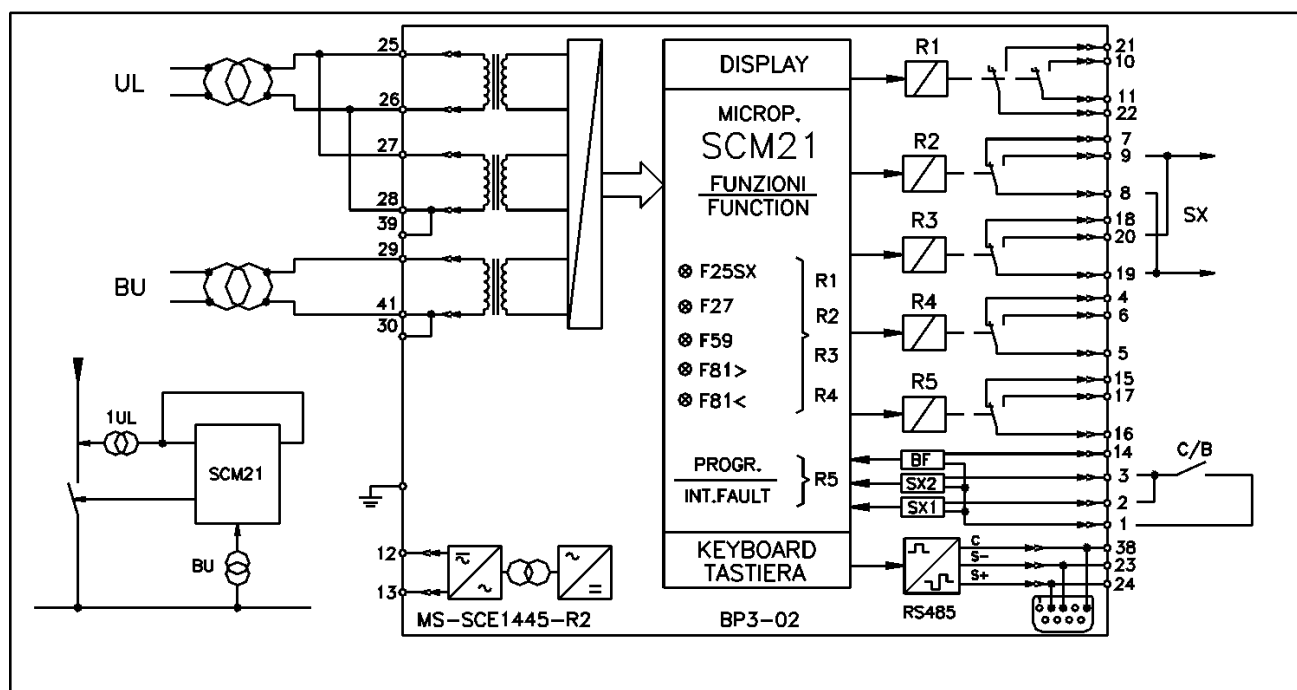 UL
BU
25
26
27
28
39
29
41
30
12
13
1UL
SCM21
BU
DISPLAY
MICROP.
SCM21
FUNZIONI
FUNCTION
F25SX
F27
F59
F81>
F81<
R1
R2
R3
R4
PROGR.
INT.FAULT
R5
KEYBOARD
TASTIERA
MS-SCE1445-R2
BP3-02
R1
R2
R3
R4
R5
BF
SX2
SX1
C
S-
S+
RS485
21
10
11
22
7
9
8
18
20
19
4
6
5
15
17
16
14
3
2
1
38
23
24
SX
C/B
1